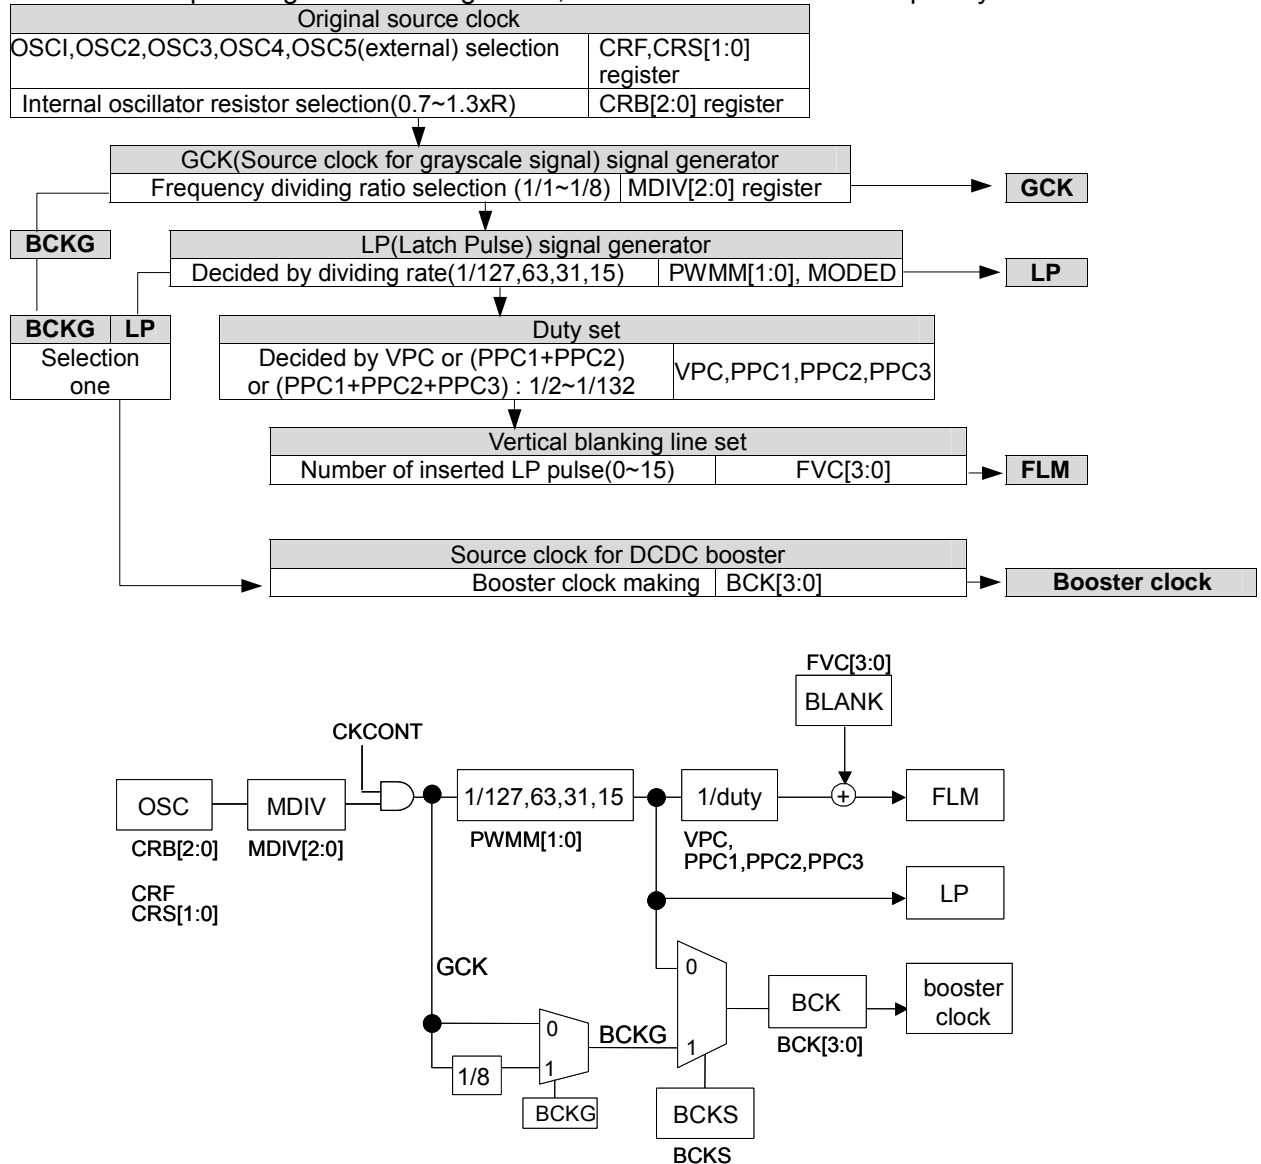 Original source clock
OSCI,OSC2,OSC3,OSC4,OSC5(external) selection
CRF,CRS[1:0]
register
Internal oscillator resistor selection(0.7~1.3xR)
CRB[2:0] register
GCK(Source clock for grayscale signal) signal generator
Frequency dividing ratio selection (1/1~1/8)
MDIV[2:0] register
GCK
BCKG
LP(Latch Pulse) signal generator
Decided by dividing rate(1/127,63,31,15)
PWMM[1:0], MODED
LP
BCKG
LP
Selection
one
Duty set
Decided by VPC or (PPC1+PPC2)
or (PPC1+PPC2+PPC3) : 1/2~1/132
VPC,PPC1,PPC2,PPC3
Vertical blanking line set
Number of inserted LP pulse(0~15)
FVC[3:0]
FLM
Source clock for DCDC booster
Booster clock making
BCK[3:0]
Booster clock
FVC[3:0]
BLANK
CKCONT
OSC
MDIV
1/127,63,31,15
1/duty
+
FLM
CRB[2:0]
MDIV[2:0]
PWMM[1:0]
VPC,
PPC1,PPC2,PPC3
CRF
CRS[1:0]
LP
GCK
0
1
BCK
booster
clock
BCK[3:0]
0
1
BCKG
1/8
BCKG
BCKS
BCKS